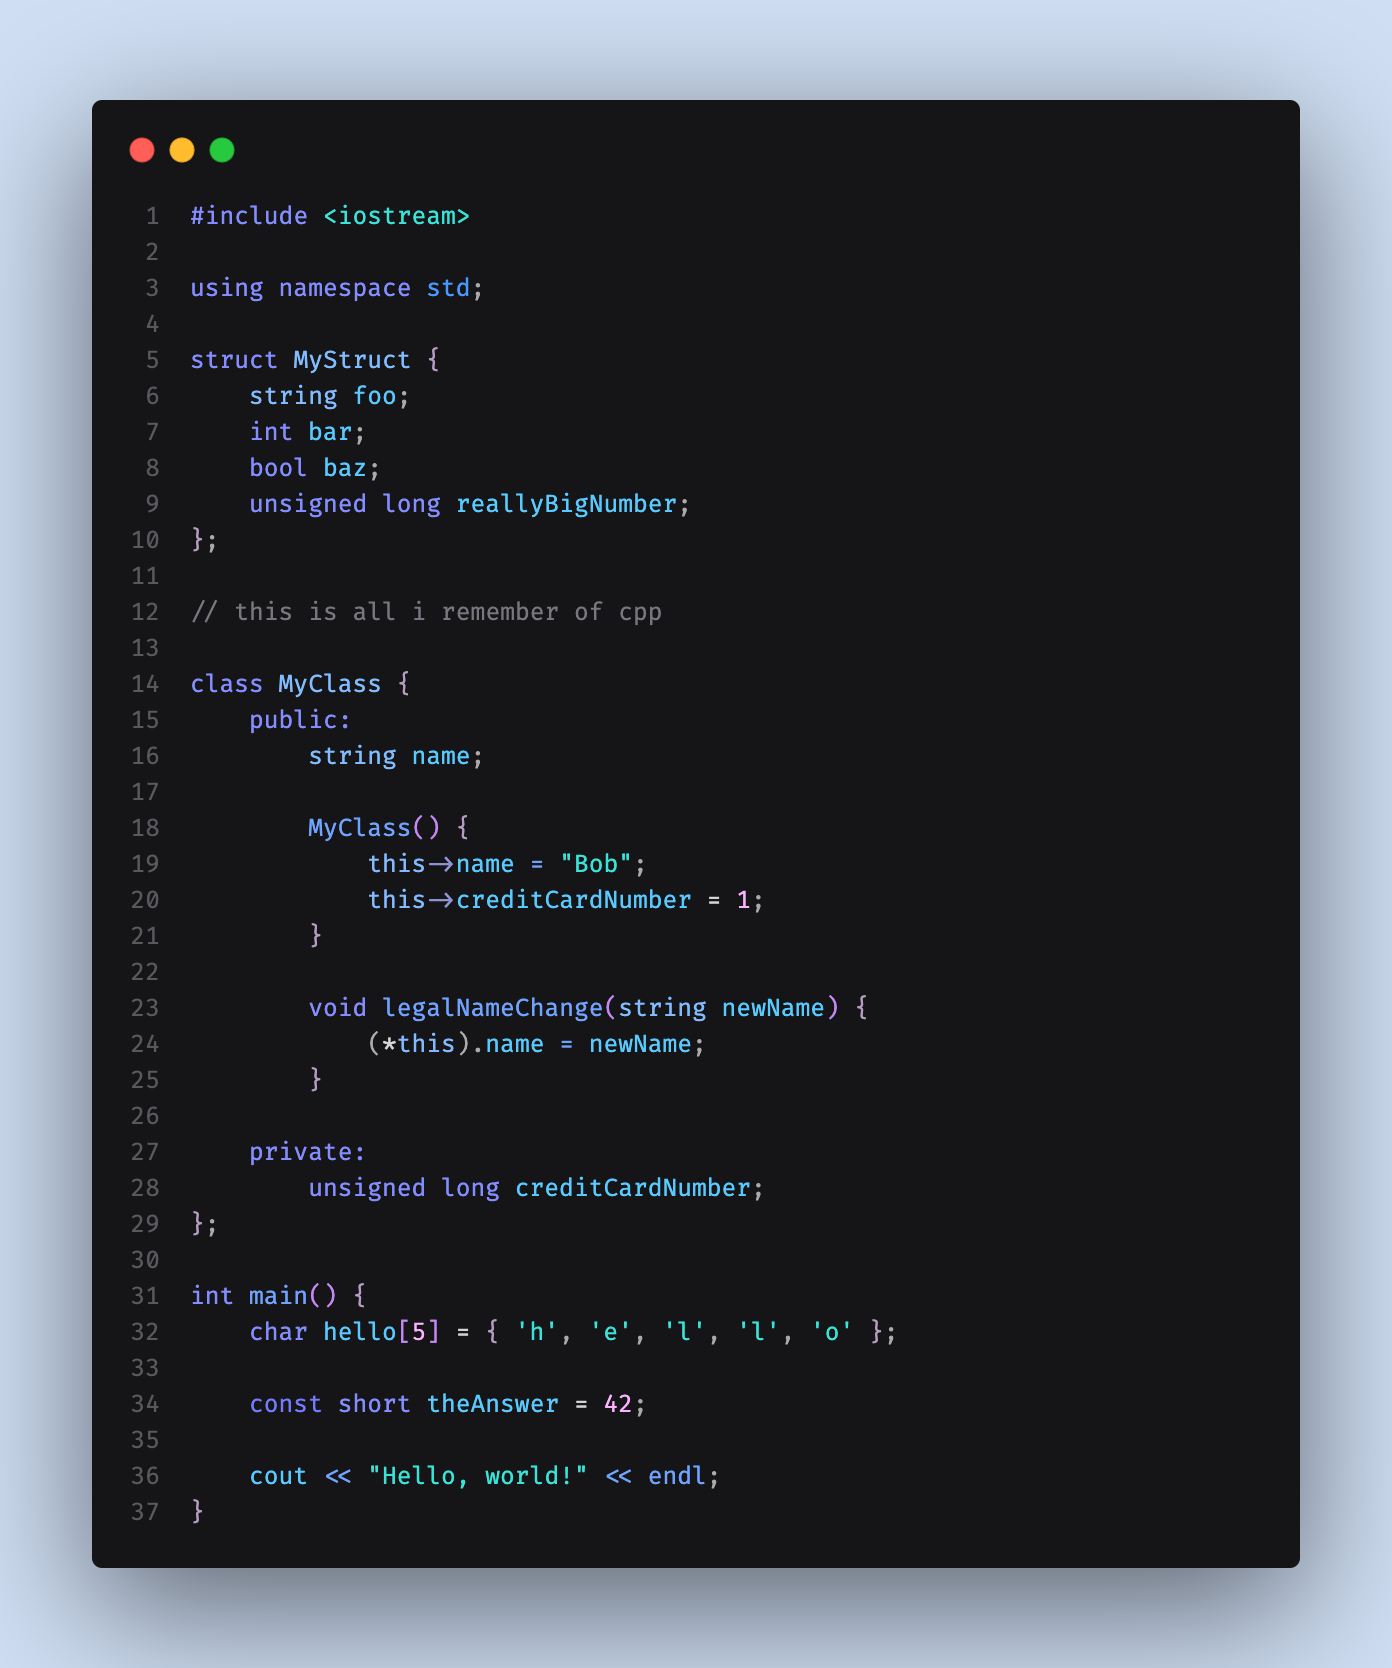 1 #include <iostream>
2
3 using namespace std;
4
5 struct MyStruct {
6     string foo;
7     int bar;
8     bool baz;
9     unsigned long reallyBigNumber;
10 };
11
12 // this is all i remember of cpp
13
14 class MyClass {
15     public:
16         string name;
17
18         MyClass() {
19             this->name = "Bob";
20             this->creditCardNumber = 1;
21         }
22
23         void legalNameChange(string newName) {
24             (*this).name = newName;
25         }
26
27     private:
28         unsigned long creditCardNumber;
29 };
30
31 int main() {
32     char hello[5] = { 'h', 'e', 'l', 'l', 'o' };
33
34     const short theAnswer = 42;
35
36     cout << "Hello, world!" << endl;
37 }